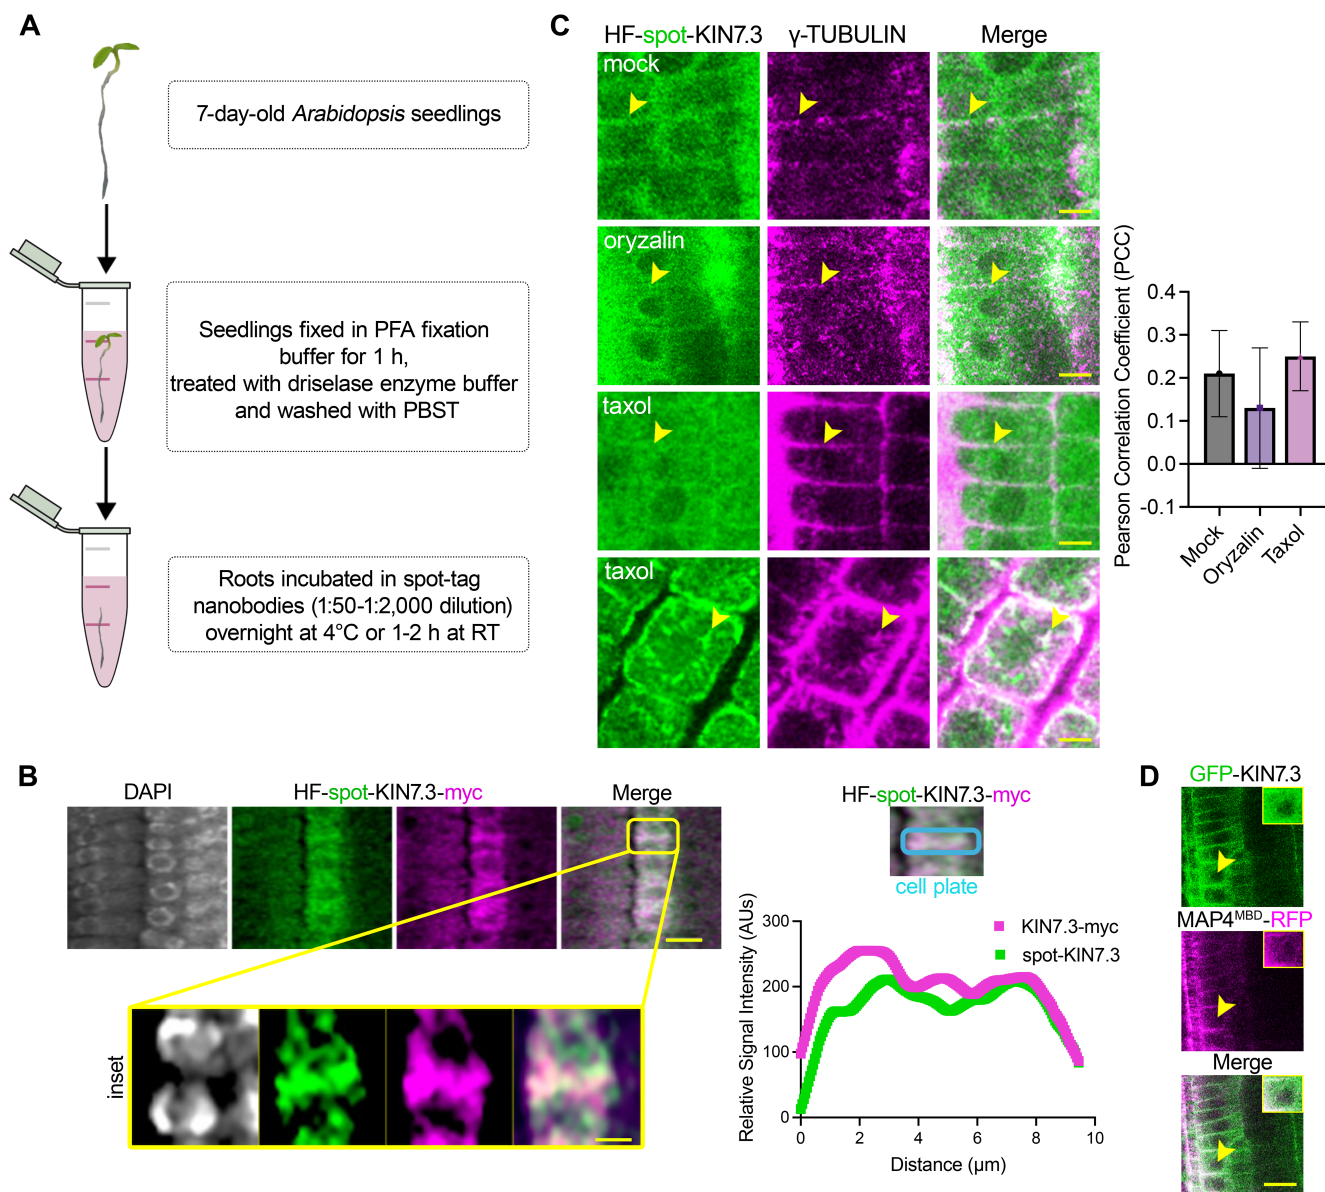 A
7-day-old Arabidopsis seedlings
Seedlings fixed in PFA fixation
buffer for 1 h,
treated with driselase enzyme buffer
and washed with PBST
Roots incubated in spot-tag
nanobodies (1:50-1:2,000 dilution)
overnight at 4°C or 1-2 h at RT
C
HF-spot-KIN7.3
γ-TUBULIN
Merge
mock
oryzalin
taxol
taxol
Pearson Correlation Coefficient (PCC)
0.4
0.3
0.2
0.1
0.0
-0.1
Mock
Oryzalin
Taxol
B
DAPI
HF-spot-KIN7.3-myc
Merge
inset
HF-spot-KIN7.3-myc
cell plate
Relative Signal Intensity (AUs)
300
200
100
0
KIN7.3-myc
spot-KIN7.3
0
2
4
6
8
10
Distance (µm)
D
GFP-KIN7.3
MAP4MBD-RFP
Merge